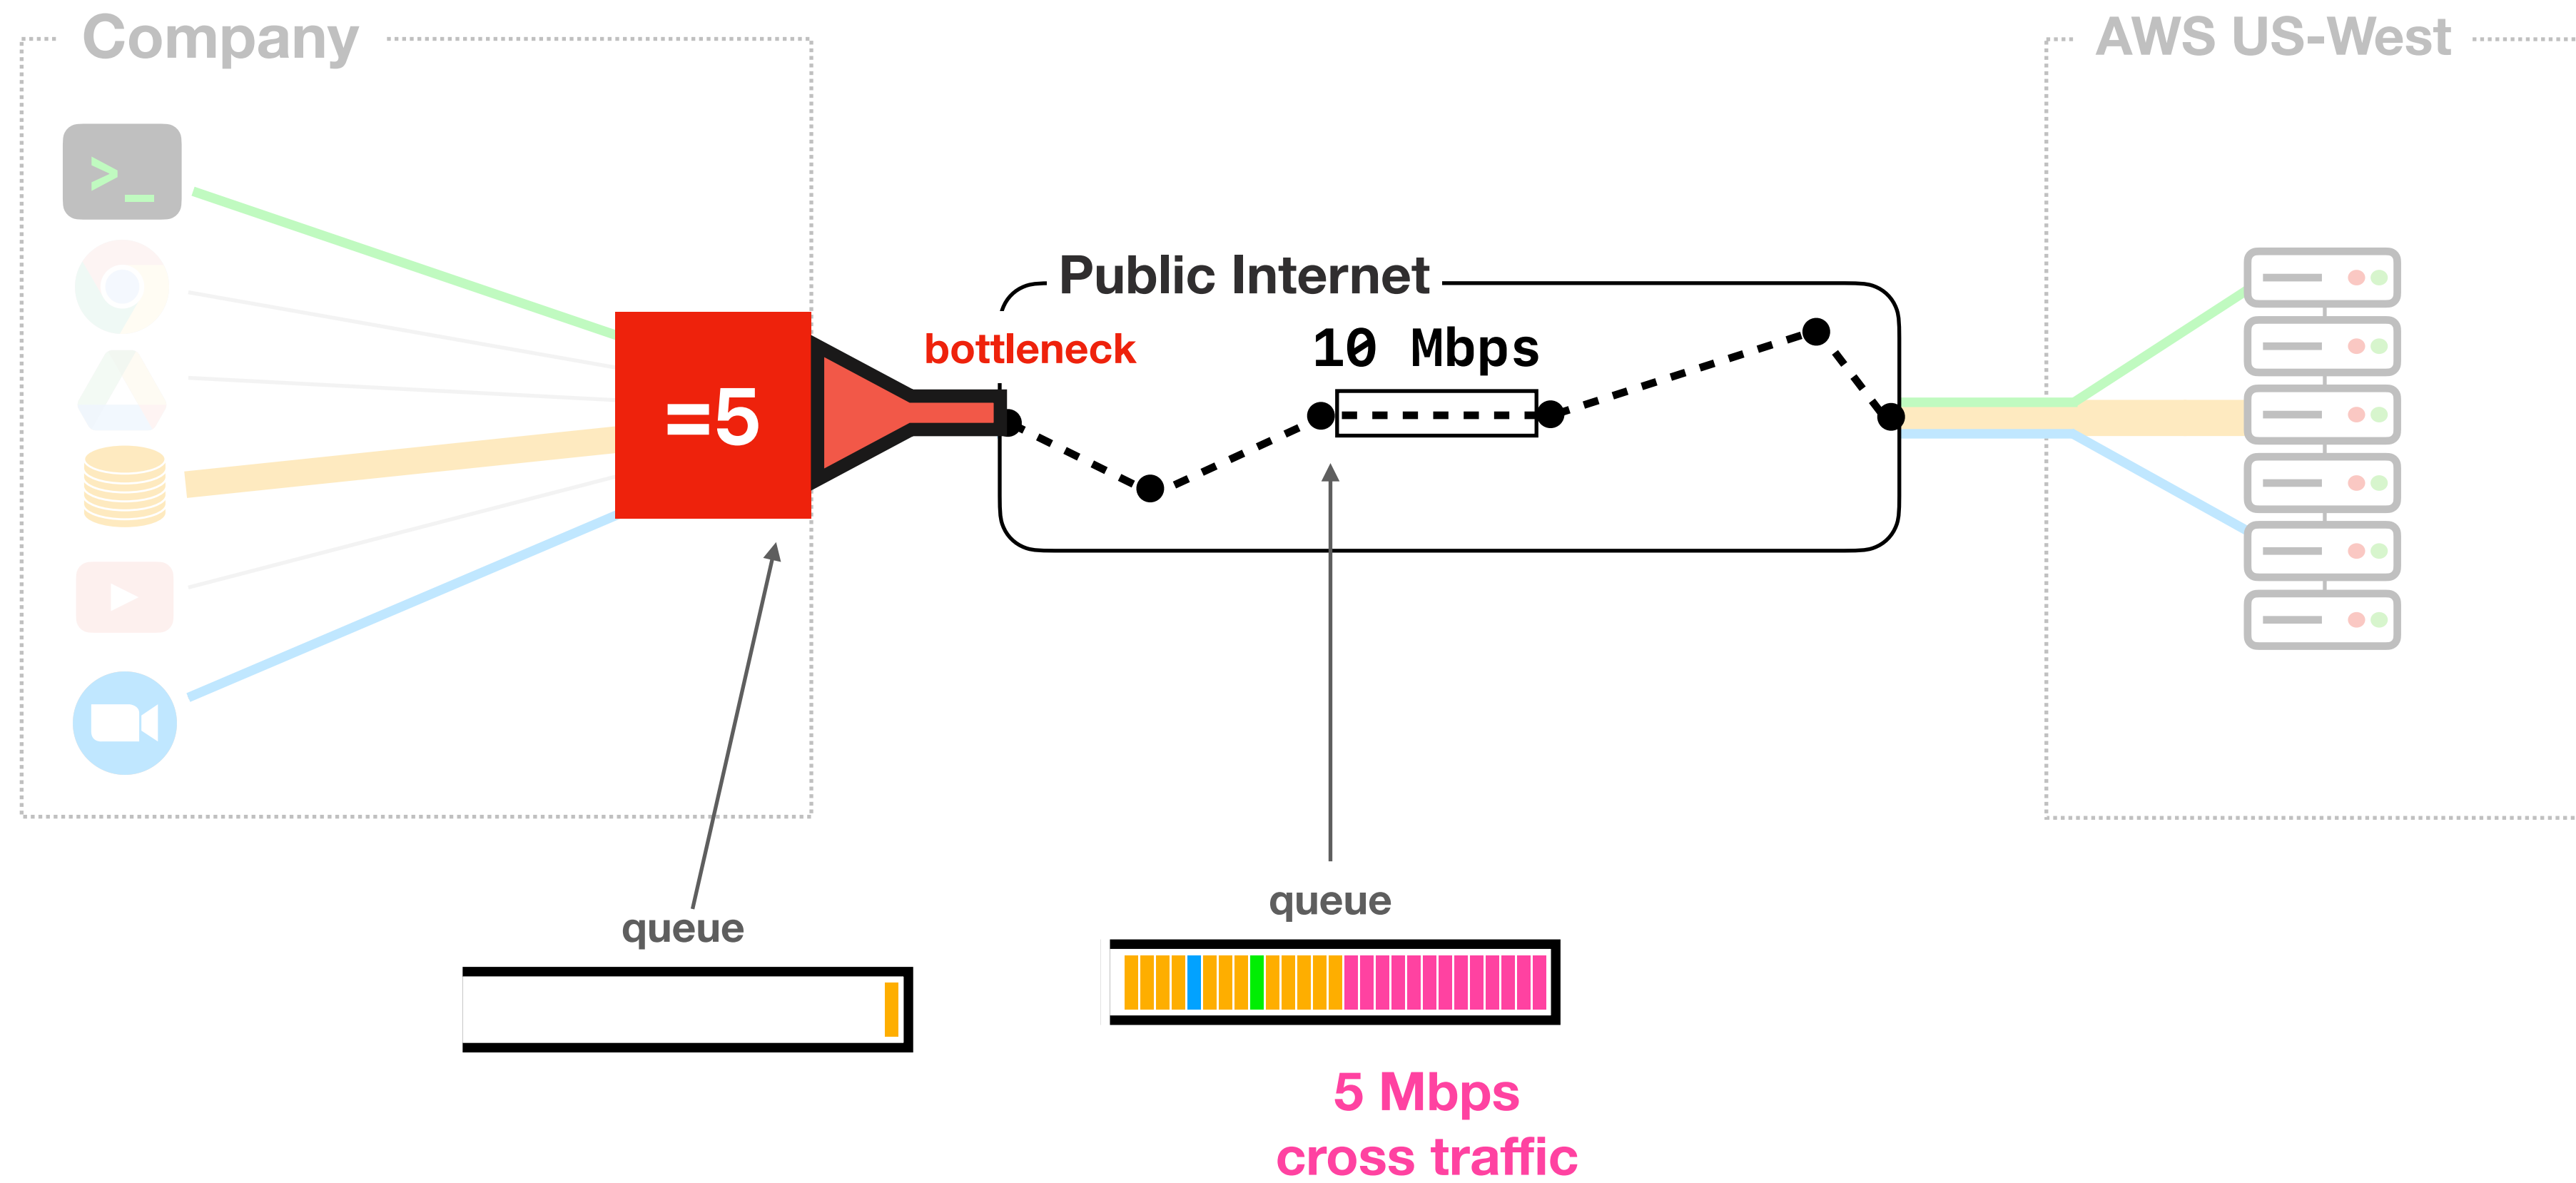 Company
AWS US-West
>_
Public Internet
bottleneck
10 Mbps
=5
queue
queue
5 Mbps
cross traffic